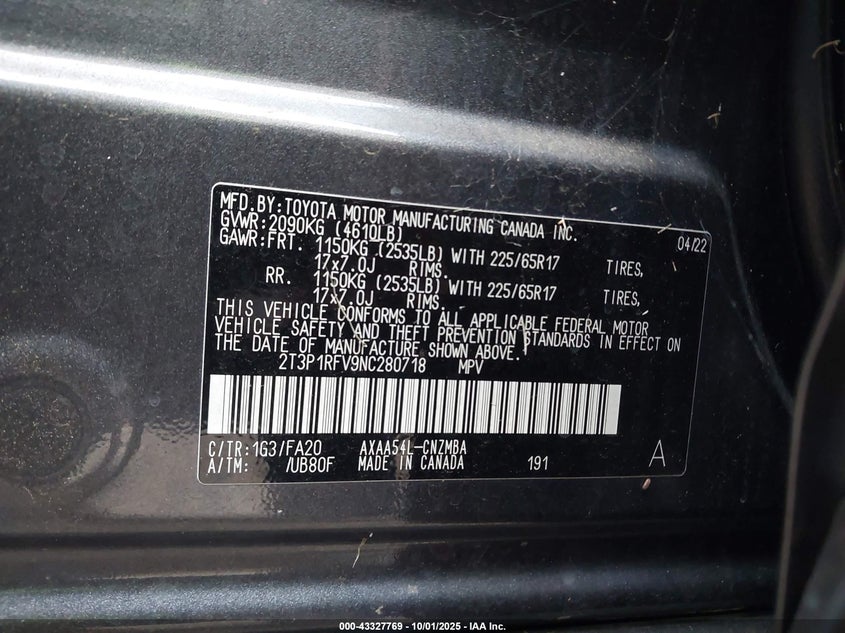 MFD.BY: TOYOTA MOTOR MANUFACTURING CANADA INC.
GVWR: 2090KG (4610LB) 04/22
GAWR: FRT. 1150KG (2535LB) WITH 225/65R17 TIRES,
17x7.0J RIMS.
RR. 1150KG (2535LB) WITH 225/65R17 TIRES,
17x7.0J RIMS.
THIS VEHICLE CONFORMS TO ALL APPLICABLE FEDERAL MOTOR
VEHICLE SAFETY AND THEFT PREVENTION STANDARDS IN EFFECT ON
THE DATE OF MANUFACTURE SHOWN ABOVE.
2T3P1RFV9NC280718 MPV
C/TR: 1G3/FA20 AXAA54L-CNZMBA
A/TM: /UB80F MADE IN CANADA 191 A
000-43327769 - 10/01/2025 - IAA Inc.